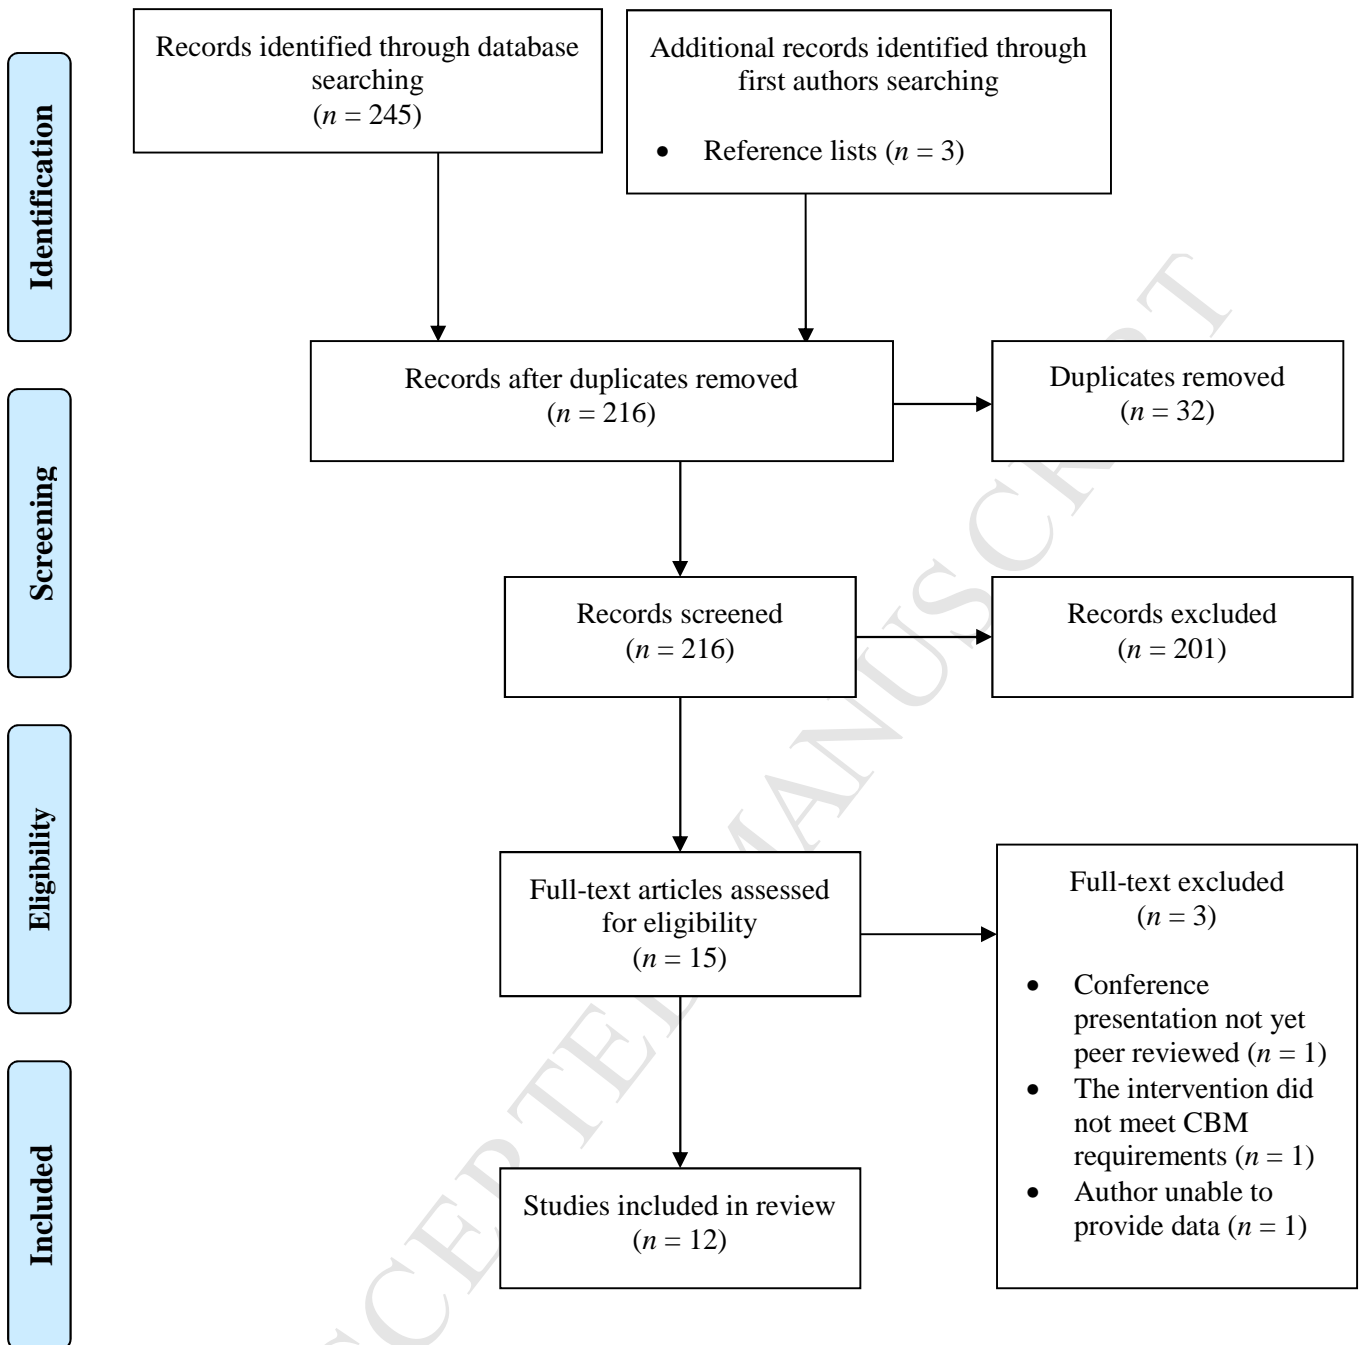 Identification
Records identified through database
searching
(n = 245)
Additional records identified through
first authors searching
• Reference lists (n = 3)
Records after duplicates removed
(n = 216)
Duplicates removed
(n = 32)
Screening
Records screened
(n = 216)
Records excluded
(n = 201)
Eligibility
Full-text articles assessed
for eligibility
(n = 15)
Full-text excluded
(n = 3)
• Conference
presentation not yet
peer reviewed (n = 1)
• The intervention did
not meet CBM
requirements (n = 1)
• Author unable to
provide data (n = 1)
Included
Studies included in review
(n = 12)
MANUSCRIPT